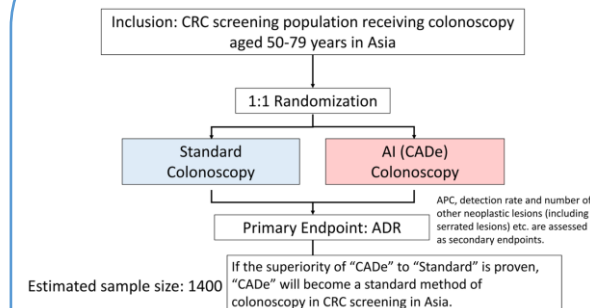 Inclusion: CRC screening population receiving colonoscopy
aged 50-79 years in Asia
1:1 Randomization
Standard
Colonoscopy
AI (CADe)
Colonoscopy
APC, detection rate and number of
other neoplastic lesions (including
serrated lesions) etc. are assessed
as secondary endpoints.
Primary Endpoint: ADR
Estimated sample size: 1400
If the superiority of “CADe” to “Standard” is proven,
“CADe” will become a standard method of
colonoscopy in CRC screening in Asia.